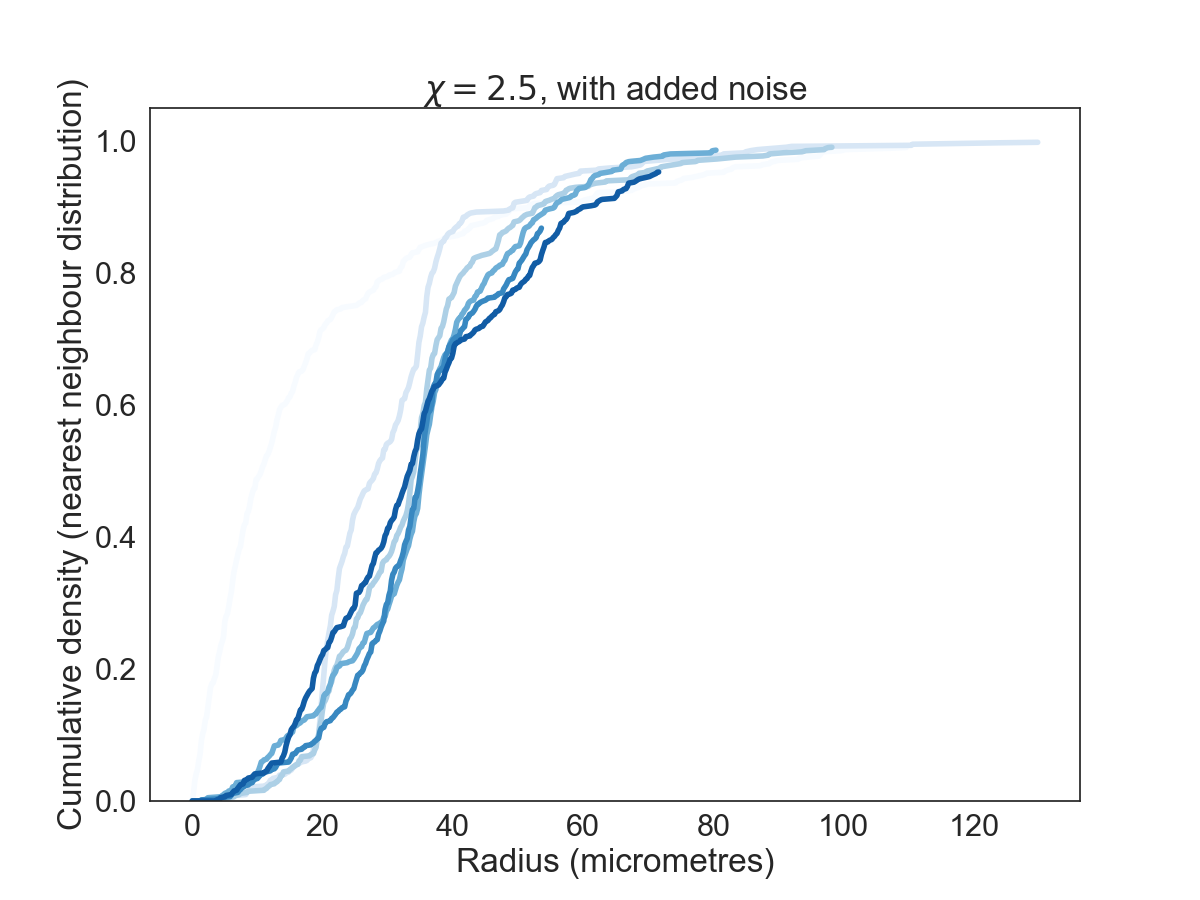 χ = 2.5, with added noise
Cumulative density (nearest neighbour distribution)
1.0
0.8
0.6
0.4
0.2
0.0
0 20 40 60 80 100 120
Radius (micrometres)